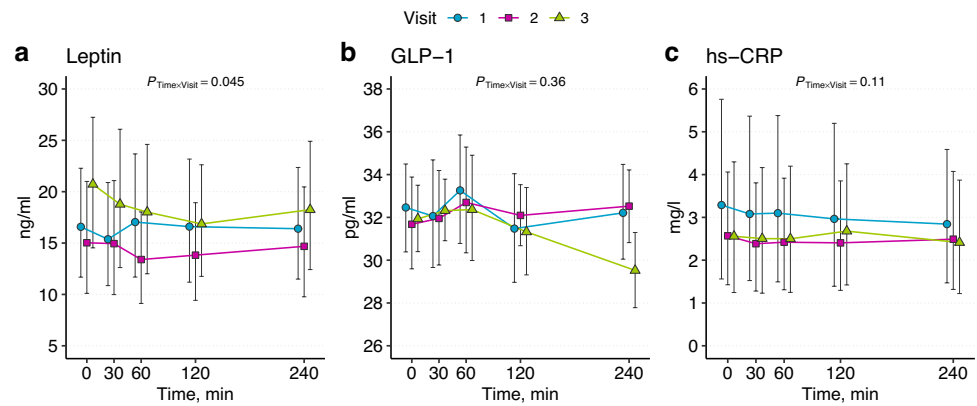 Visit 1 2 3
a Leptin
P Time×Visit = 0.045
30
25
20
15
10
5
ng/ml
0 30 60 120 240
Time, min
b GLP−1
P Time×Visit = 0.36
38
36
34
32
30
28
26
pg/ml
0 30 60 120 240
Time, min
c hs−CRP
P Time×Visit = 0.11
6
5
4
3
2
1
0
mg/l
0 30 60 120 240
Time, min